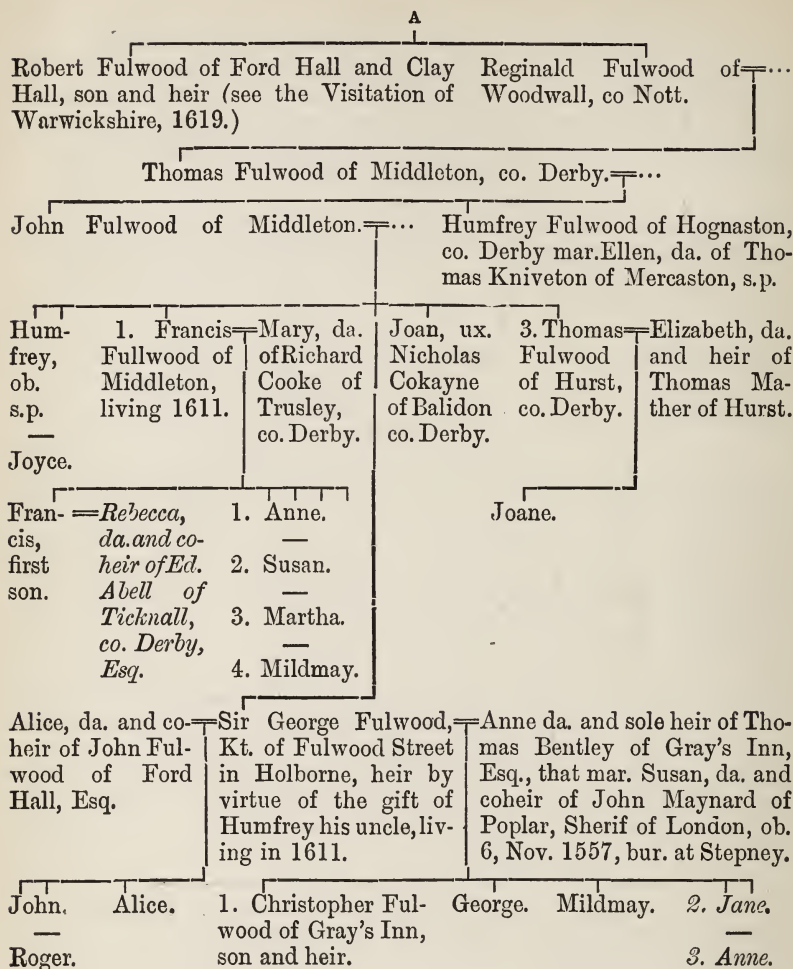 A
Robert Fulwood of Ford Hall and Clay
Hall, son and heir (see the Visitation of
Warwickshire, 1619.)
Reginald Fulwood of=...
Woodwall, co Nott.
Thomas Fulwood of Middleton, co. Derby.=...
John Fulwood of Middleton.=...
Humfrey Fulwood of Hognaston,
co. Derby mar.Ellen, da. of Tho-
mas Kniveton of Mercaston, s.p.
Hum-
frey,
ob.
s.p.
—
Joyce.
1. Francis=
Fullwood of
Middleton,
living 1611.
Mary, da.
of Richard
Cooke of
Trusley,
co. Derby.
Joan, ux.
Nicholas
Cokayne
of Balidon
co. Derby.
3. Thomas=
Fulwood
of Hurst,
co. Derby.
Elizabeth, da.
and heir of
Thomas Ma-
ther of Hurst.
Fran-=
cis,
first
son.
Rebecca,
da. and co-
heir of Ed.
Abell of
Ticknall,
co. Derby,
Esq.
1. Anne.
—
2. Susan.
—
3. Martha.
—
4. Mildmay.
Joane.
Alice, da. and co-=
heir of John Ful-
wood of Ford
Hall, Esq.
Sir George Fulwood,=
Kt. of Fulwood Street
in Holborne, heir by
virtue of the gift of
Humfrey his uncle, liv-
ing in 1611.
Anne da. and sole heir of Tho-
mas Bentley of Gray's Inn,
Esq., that mar. Susan, da. and
coheir of John Maynard of
Poplar, Sherif of London, ob.
6, Nov. 1557, bur. at Stepney.
John.
—
Roger.
Alice.
1. Christopher Ful-
wood of Gray's Inn,
son and heir.
George.
Mildmay.
2. Jane.
—
3. Anne.